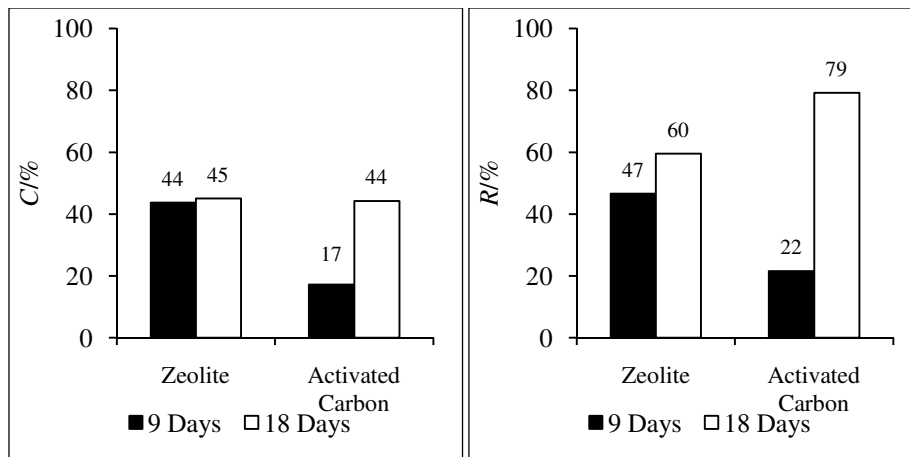 C/%
100
80
60
40
20
0
44
45
17
44
Zeolite
Activated
Carbon
9 Days
18 Days
R/%
100
80
60
40
20
0
47
60
22
79
Zeolite
Activated
Carbon
9 Days
18 Days